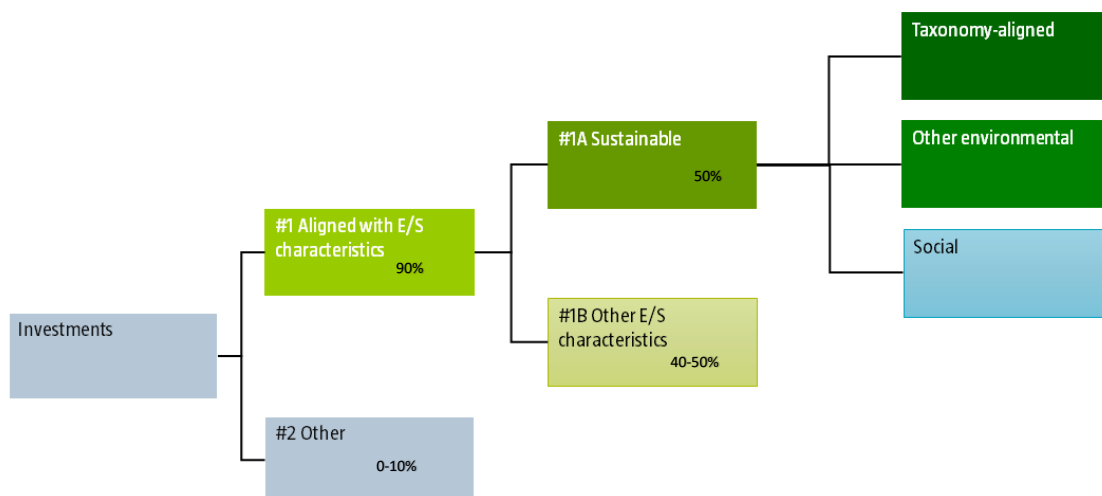 Investments
#1 Aligned with E/S
characteristics
90%
#2 Other
0-10%
#1A Sustainable
50%
#1B Other E/S
characteristics
40-50%
Taxonomy-aligned
Other environmental
Social